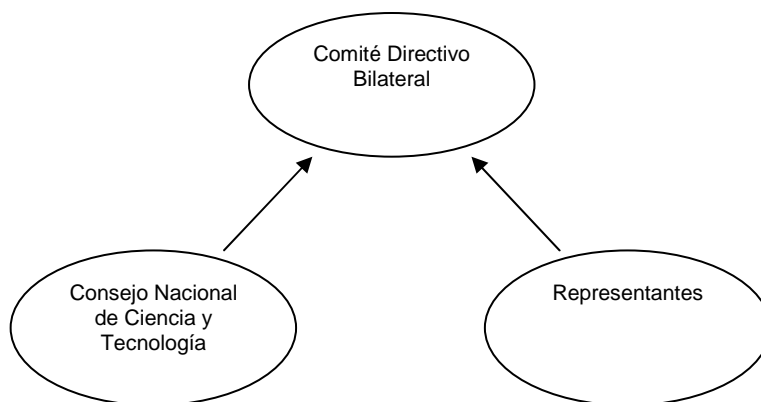 Comité Directivo
Bilateral
Consejo Nacional
de Ciencia y
Tecnología
Representantes